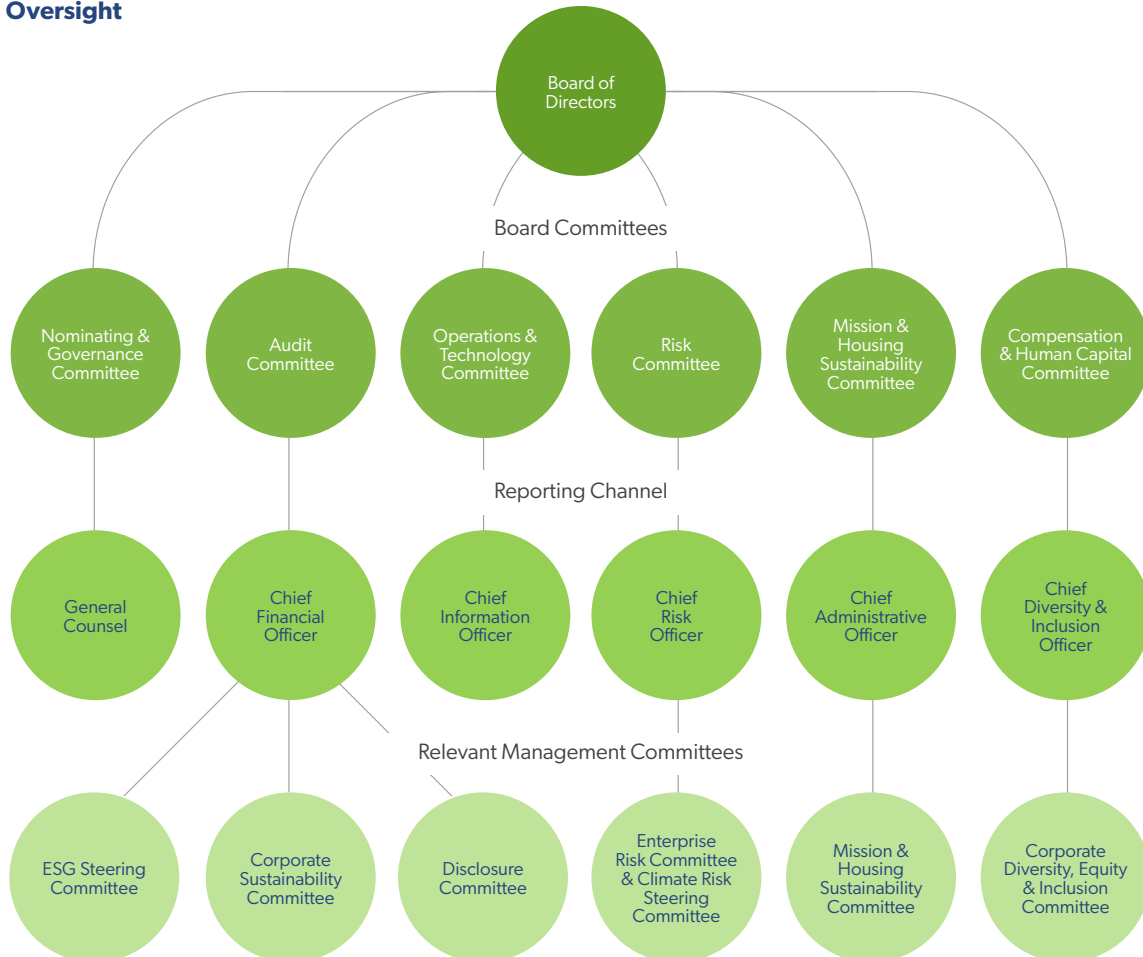 Oversight
Board of
Directors
Board Committees
Nominating &
Governance
Committee
Audit
Committee
Operations &
Technology
Committee
Risk
Committee
Mission &
Housing
Sustainability
Committee
Compensation
& Human Capital
Committee
Reporting Channel
General
Counsel
Chief
Financial
Officer
Chief
Information
Officer
Chief
Risk
Officer
Chief
Administrative
Officer
Chief
Diversity &
Inclusion
Officer
Relevant Management Committees
ESG Steering
Committee
Corporate
Sustainability
Committee
Disclosure
Committee
Enterprise
Risk Committee
& Climate Risk
Steering
Committee
Mission &
Housing
Sustainability
Committee
Corporate
Diversity, Equity
& Inclusion
Committee